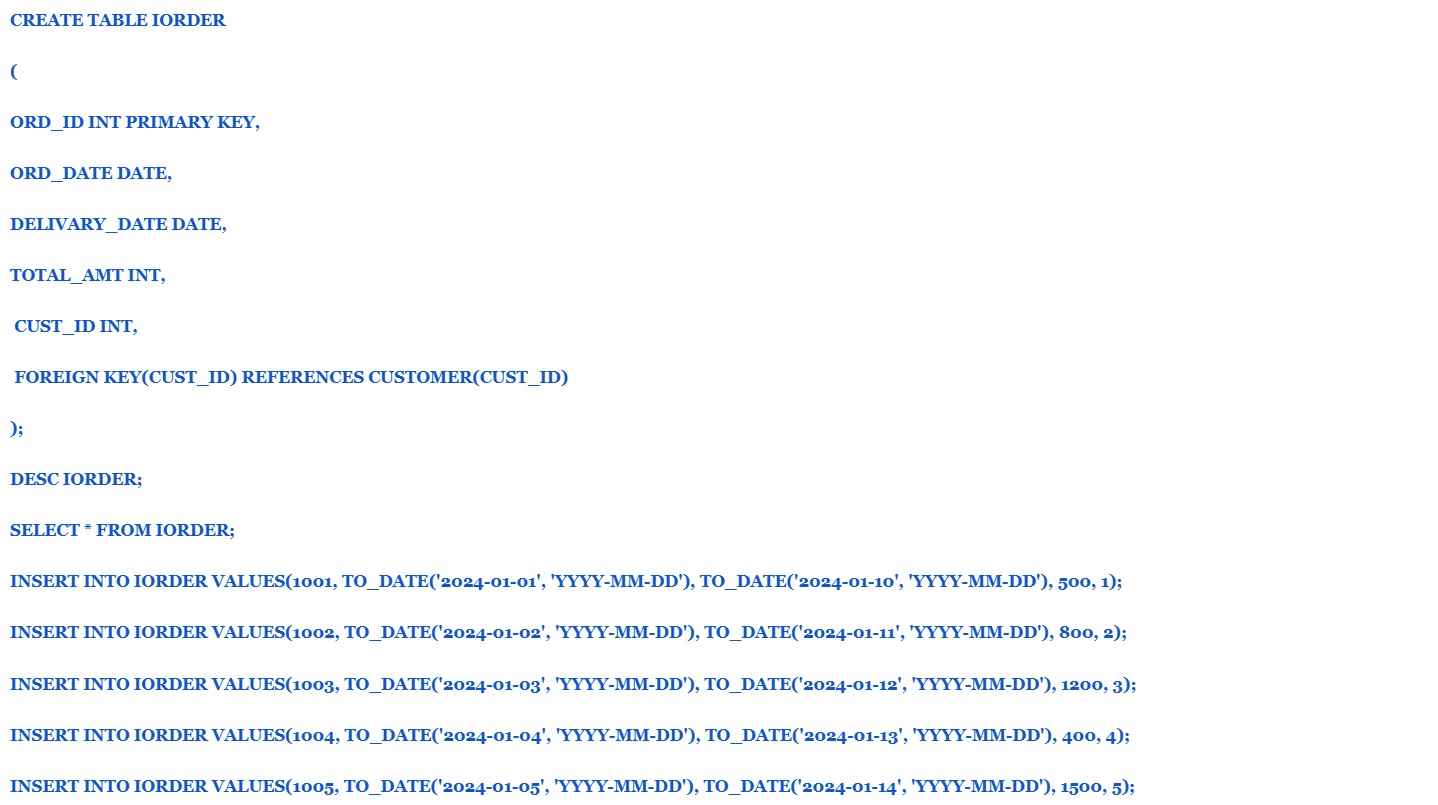 CREATE TABLE IORDER
(
ORD_ID INT PRIMARY KEY,
ORD_DATE DATE,
DELIVARY_DATE DATE,
TOTAL_AMT INT,
CUST_ID INT,
FOREIGN KEY(CUST_ID) REFERENCES CUSTOMER(CUST_ID)
);
DESC IORDER;
SELECT * FROM IORDER;
INSERT INTO IORDER VALUES(1001, TO_DATE('2024-01-01', 'YYYY-MM-DD'), TO_DATE('2024-01-10', 'YYYY-MM-DD'), 500, 1);
INSERT INTO IORDER VALUES(1002, TO_DATE('2024-01-02', 'YYYY-MM-DD'), TO_DATE('2024-01-11', 'YYYY-MM-DD'), 800, 2);
INSERT INTO IORDER VALUES(1003, TO_DATE('2024-01-03', 'YYYY-MM-DD'), TO_DATE('2024-01-12', 'YYYY-MM-DD'), 1200, 3);
INSERT INTO IORDER VALUES(1004, TO_DATE('2024-01-04', 'YYYY-MM-DD'), TO_DATE('2024-01-13', 'YYYY-MM-DD'), 400, 4);
INSERT INTO IORDER VALUES(1005, TO_DATE('2024-01-05', 'YYYY-MM-DD'), TO_DATE('2024-01-14', 'YYYY-MM-DD'), 1500, 5);